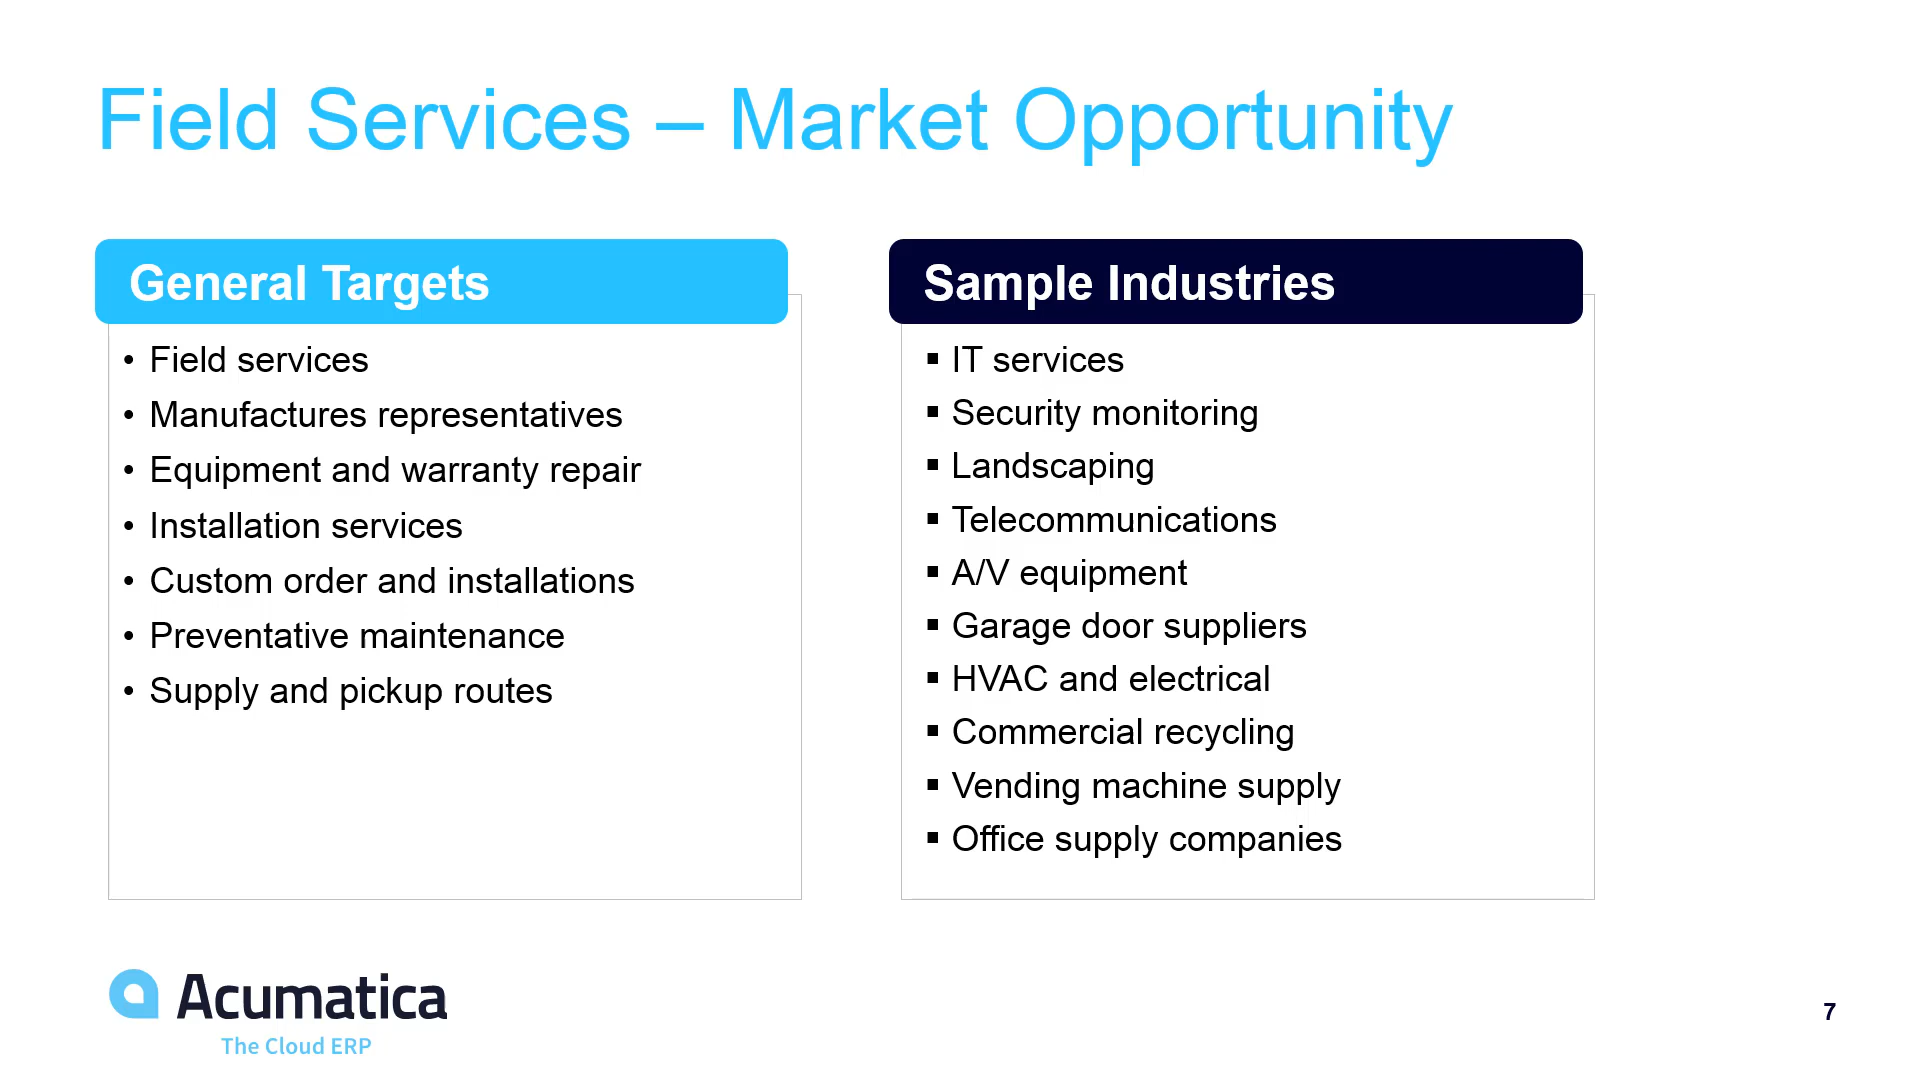 Field Services – Market Opportunity
General Targets
• Field services
• Manufactures representatives
• Equipment and warranty repair
• Installation services
• Custom order and installations
• Preventative maintenance
• Supply and pickup routes
Sample Industries
▪ IT services
▪ Security monitoring
▪ Landscaping
▪ Telecommunications
▪ A/V equipment
▪ Garage door suppliers
▪ HVAC and electrical
▪ Commercial recycling
▪ Vending machine supply
▪ Office supply companies
Acumatica
The Cloud ERP
7